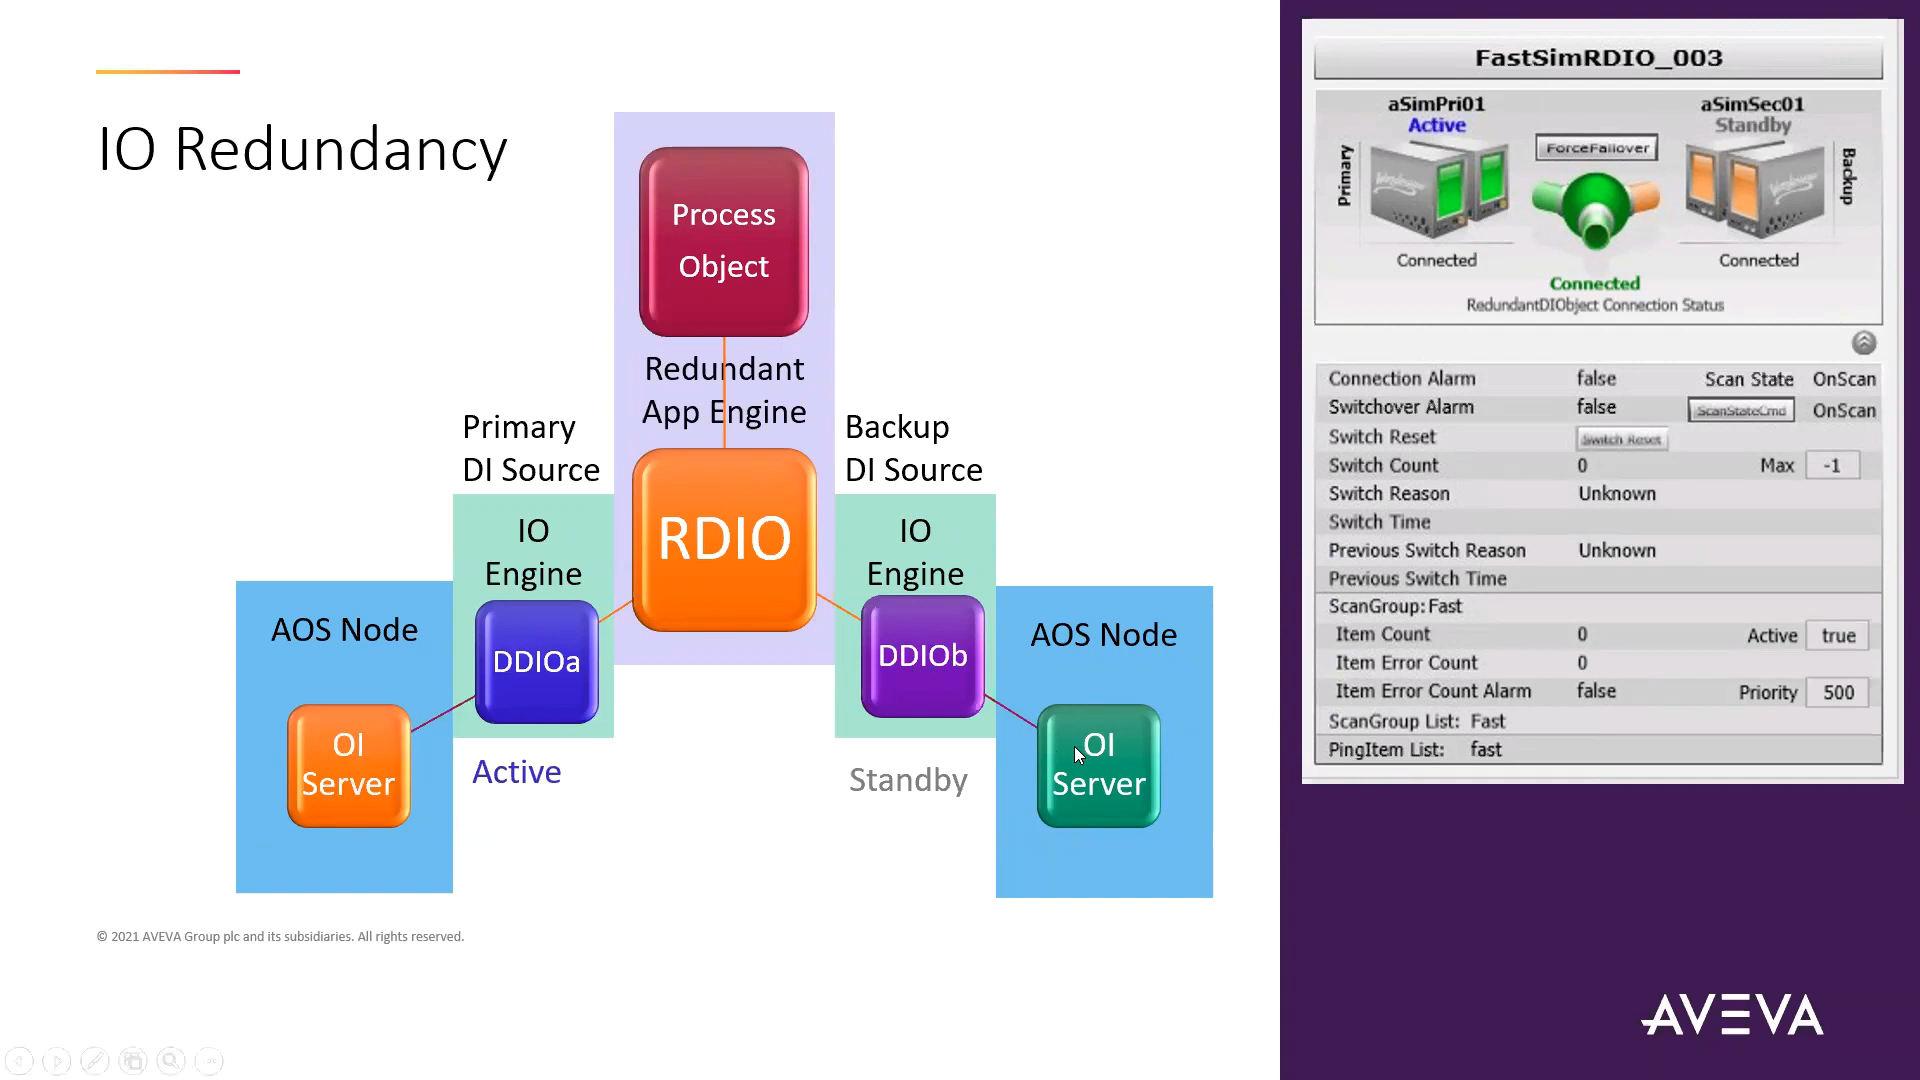 IO Redundancy
Process
Object
Redundant
App Engine
Primary
DI Source
Backup
DI Source
RDIO
IO
Engine
IO
Engine
AOS Node
AOS Node
DDIOa
DDIOb
OI
Server
OI
Server
Active
Standby
© 2021 AVEVA Group plc and its subsidiaries. All rights reserved.
FastSimRDIO_003
aSimPri01
Active
aSimSec01
Standby
ForceFailover
Primary
Backup
Connected
Connected
Connected
RedundantDIObject Connection Status
Connection Alarm false Scan State OnScan
Switchover Alarm false ScanStateCmd OnScan
Switch Reset Switch Reset
Switch Count 0 Max -1
Switch Reason Unknown
Switch Time
Previous Switch Reason Unknown
Previous Switch Time
ScanGroup: Fast
Item Count 0 Active true
Item Error Count 0
Item Error Count Alarm false Priority 500
ScanGroup List: Fast
PingItem List: fast
AVEVA